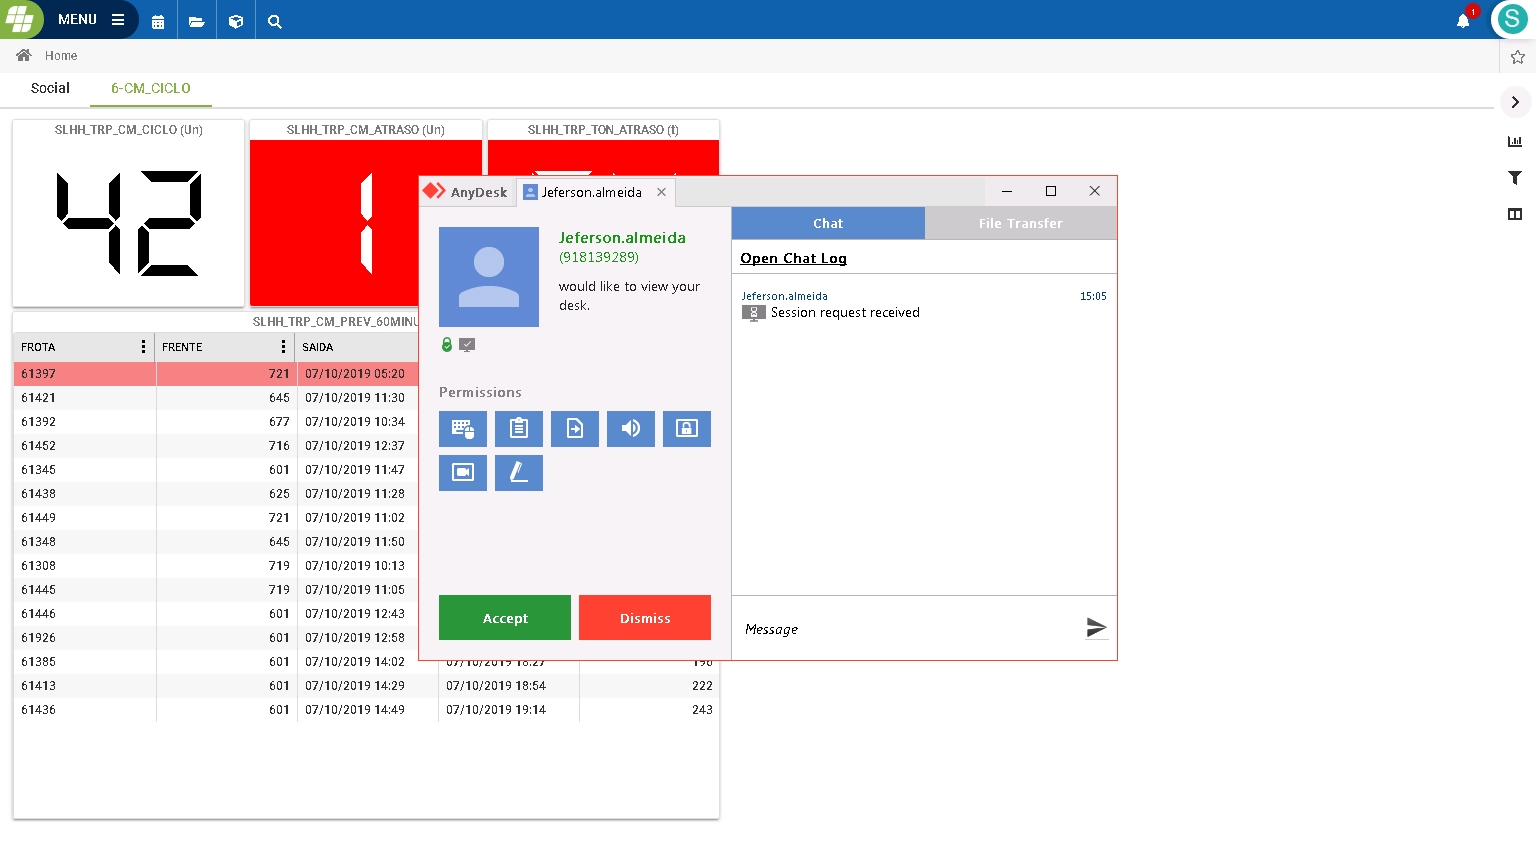 MENU
1
S
Home
Social
6-CM_CICLO
SLHH_TRP_CM_CICLO (Un)
SLHH_TRP_CM_ATRASO (Un)
SLHH_TRP_TON_ATRASO (t)
42
1
AnyDesk
Jeferson.almeida
Jeferson.almeida
(918139289)
would like to view your
desk.
Permissions
Accept
Dismiss
Chat
File Transfer
Open Chat Log
Jeferson.almeida 15:05
Session request received
Message
SLHH_TRP_CM_PREV_60MINU
FROTA FRENTE SAIDA
61397 721 07/10/2019 05:20
61421 645 07/10/2019 11:30
61392 677 07/10/2019 10:34
61452 716 07/10/2019 12:37
61345 601 07/10/2019 11:47
61438 625 07/10/2019 11:28
61449 721 07/10/2019 11:02
61348 645 07/10/2019 11:50
61308 719 07/10/2019 10:13
61445 719 07/10/2019 11:05
61446 601 07/10/2019 12:43
61926 601 07/10/2019 12:58
61385 601 07/10/2019 14:02 07/10/2019 18:27 196
61413 601 07/10/2019 14:29 07/10/2019 18:54 222
61436 601 07/10/2019 14:49 07/10/2019 19:14 243